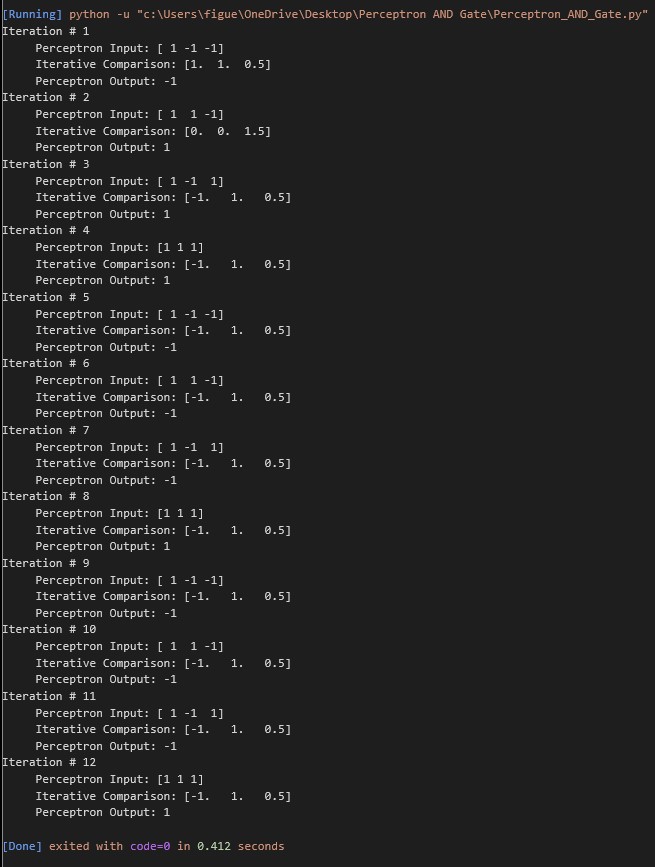 [Running] python -u "c:\Users\figue\OneDrive\Desktop\Perceptron AND Gate\Perceptron_AND_Gate.py"
Iteration # 1
     Perceptron Input: [ 1 -1 -1]
     Iterative Comparison: [1.  1.  0.5]
     Perceptron Output: -1
Iteration # 2
     Perceptron Input: [ 1  1 -1]
     Iterative Comparison: [0.  0.  1.5]
     Perceptron Output: 1
Iteration # 3
     Perceptron Input: [ 1 -1  1]
     Iterative Comparison: [-1.   1.   0.5]
     Perceptron Output: 1
Iteration # 4
     Perceptron Input: [1 1 1]
     Iterative Comparison: [-1.   1.   0.5]
     Perceptron Output: 1
Iteration # 5
     Perceptron Input: [ 1 -1 -1]
     Iterative Comparison: [-1.   1.   0.5]
     Perceptron Output: -1
Iteration # 6
     Perceptron Input: [ 1  1 -1]
     Iterative Comparison: [-1.   1.   0.5]
     Perceptron Output: -1
Iteration # 7
     Perceptron Input: [ 1 -1  1]
     Iterative Comparison: [-1.   1.   0.5]
     Perceptron Output: -1
Iteration # 8
     Perceptron Input: [1 1 1]
     Iterative Comparison: [-1.   1.   0.5]
     Perceptron Output: 1
Iteration # 9
     Perceptron Input: [ 1 -1 -1]
     Iterative Comparison: [-1.   1.   0.5]
     Perceptron Output: -1
Iteration # 10
     Perceptron Input: [ 1  1 -1]
     Iterative Comparison: [-1.   1.   0.5]
     Perceptron Output: -1
Iteration # 11
     Perceptron Input: [ 1 -1  1]
     Iterative Comparison: [-1.   1.   0.5]
     Perceptron Output: -1
Iteration # 12
     Perceptron Input: [1 1 1]
     Iterative Comparison: [-1.   1.   0.5]
     Perceptron Output: 1

[Done] exited with code=0 in 0.412 seconds